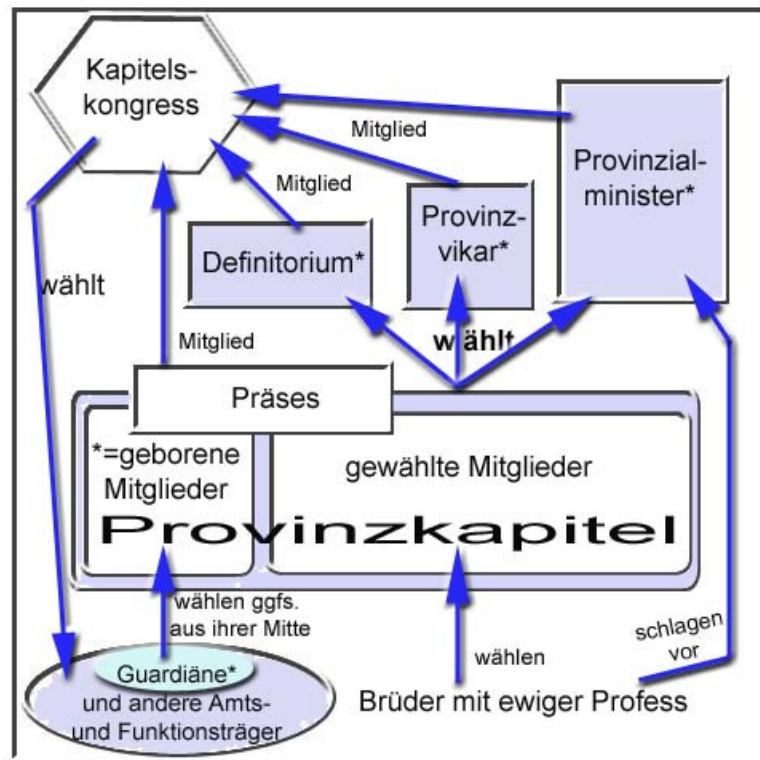 Kapitels-
kongress
Mitglied
Provinzial-
minister*
Mitglied
Provinz-
vikar*
Definitorium*
wählt
wählt
Mitglied
Präses
*=geborene
Mitglieder
gewählte Mitglieder
Provinzkapitel
wählen ggfs.
aus ihrer Mitte
schlagen
vor
wählen
Guardiäne*
und andere Amts-
und Funktionsträger
Brüder mit ewiger Profess